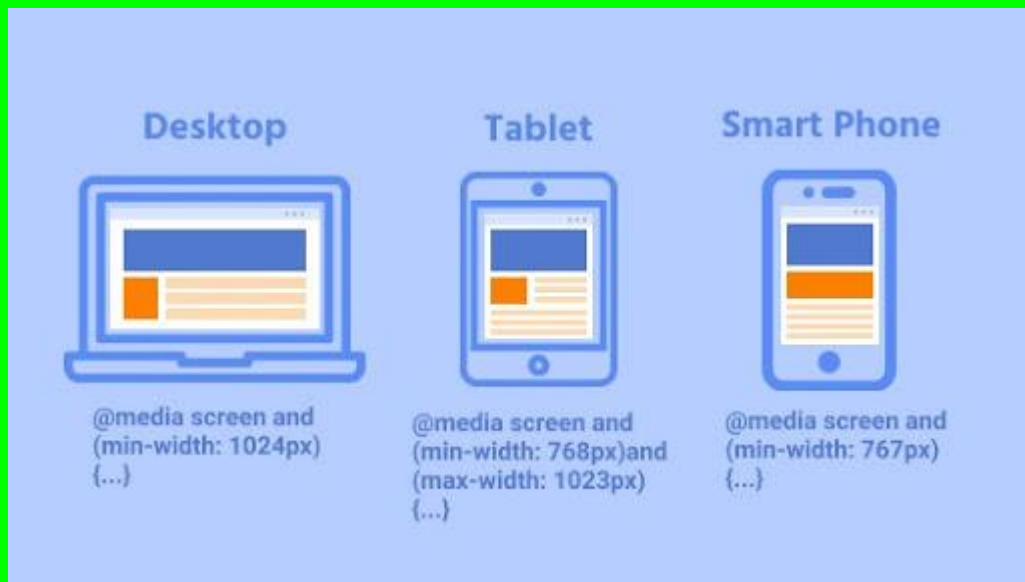 Desktop
@media screen and
(min-width: 1024px)
{...}
Tablet
@media screen and
(min-width: 768px)and
(max-width: 1023px)
{...}
Smart Phone
@media screen and
(min-width: 767px)
{...}